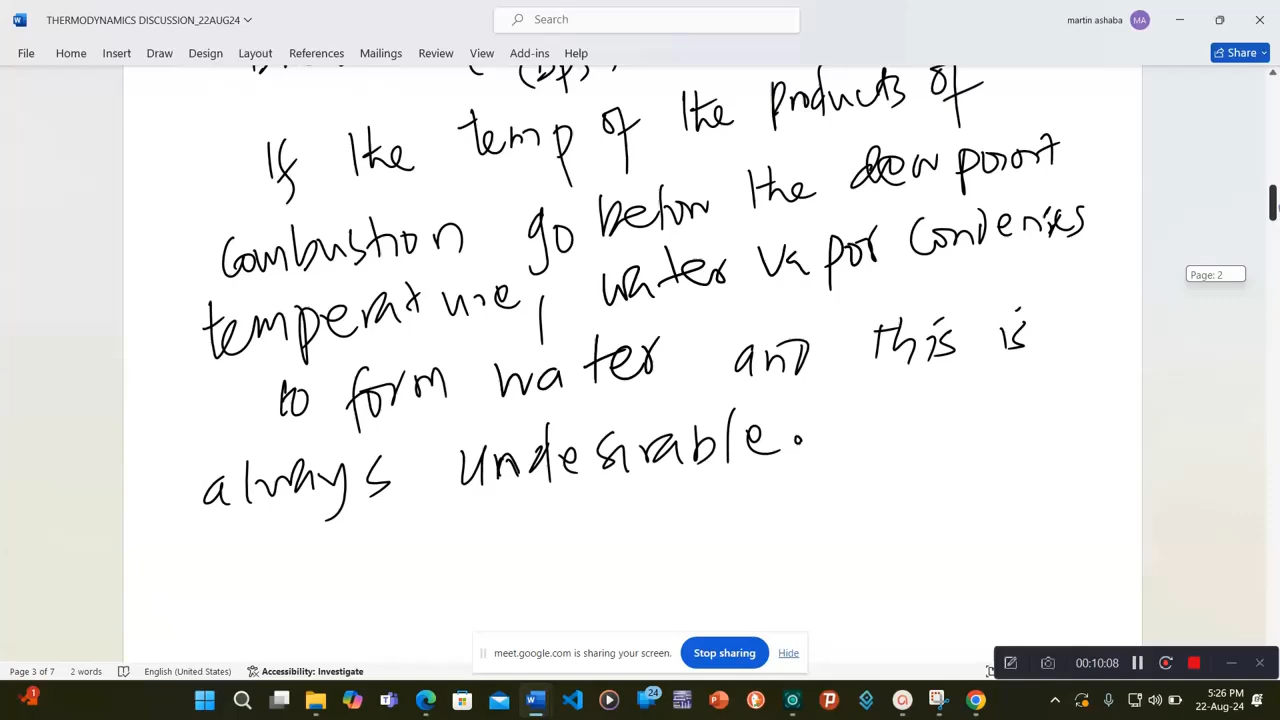 THERMODYNAMICS DISCUSSION_22AUG24
Search
martin ashaba
MA
File Home Insert Draw Design Layout References Mailings Review View Add-ins Help
Share
(DP)
If the temp of the products of
combustion go below the dew point
temperature, water vapor condenses
to form water and this is
always undesirable.
Page: 2
meet.google.com is sharing your screen.
Stop sharing
Hide
Page 3 of 7 2 words English (United States) Accessibility: Investigate
00:10:08
1
24
5:26 PM
22-Aug-24